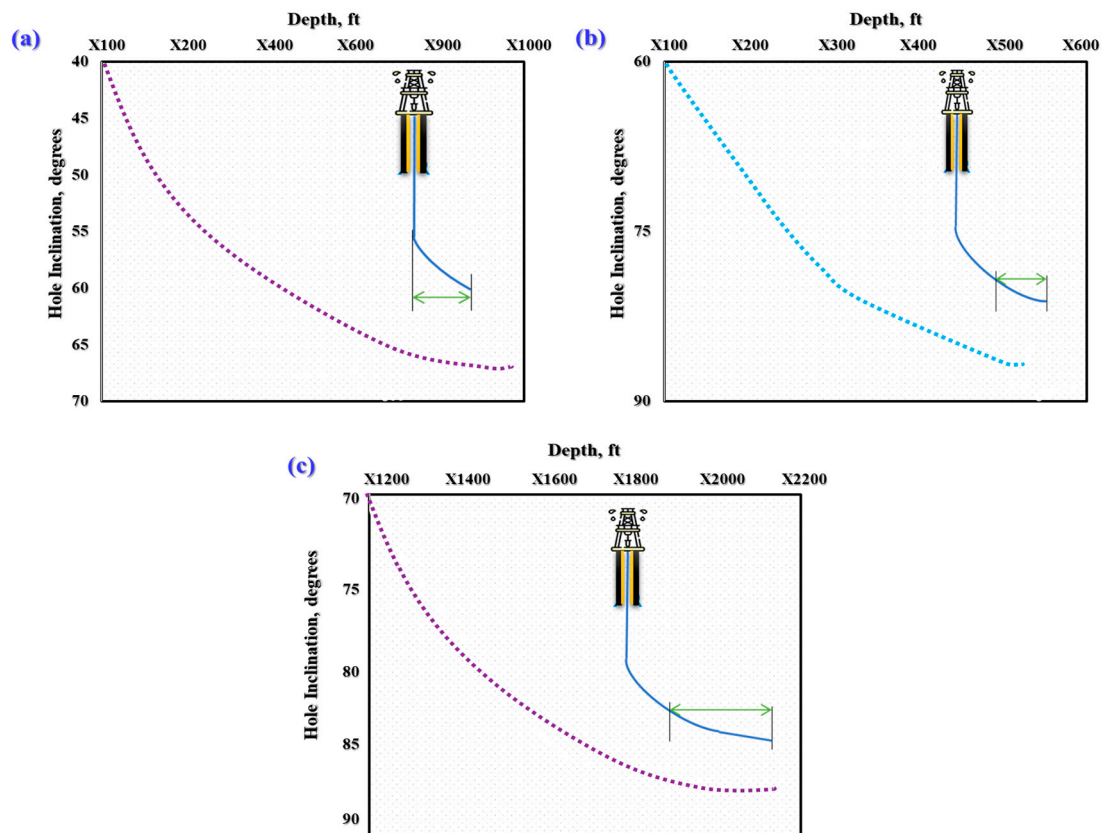 Depth, ft
(a)
X100 X200 X400 X600 X900 X1000
40
45
50
55
60
65
70
Hole Inclination, degrees
Depth, ft
(b)
X100 X200 X300 X400 X500 X600
60
75
90
Hole Inclination, degrees
Depth, ft
(c)
X1200 X1400 X1600 X1800 X2000 X2200
70
75
80
85
90
Hole Inclination, degrees